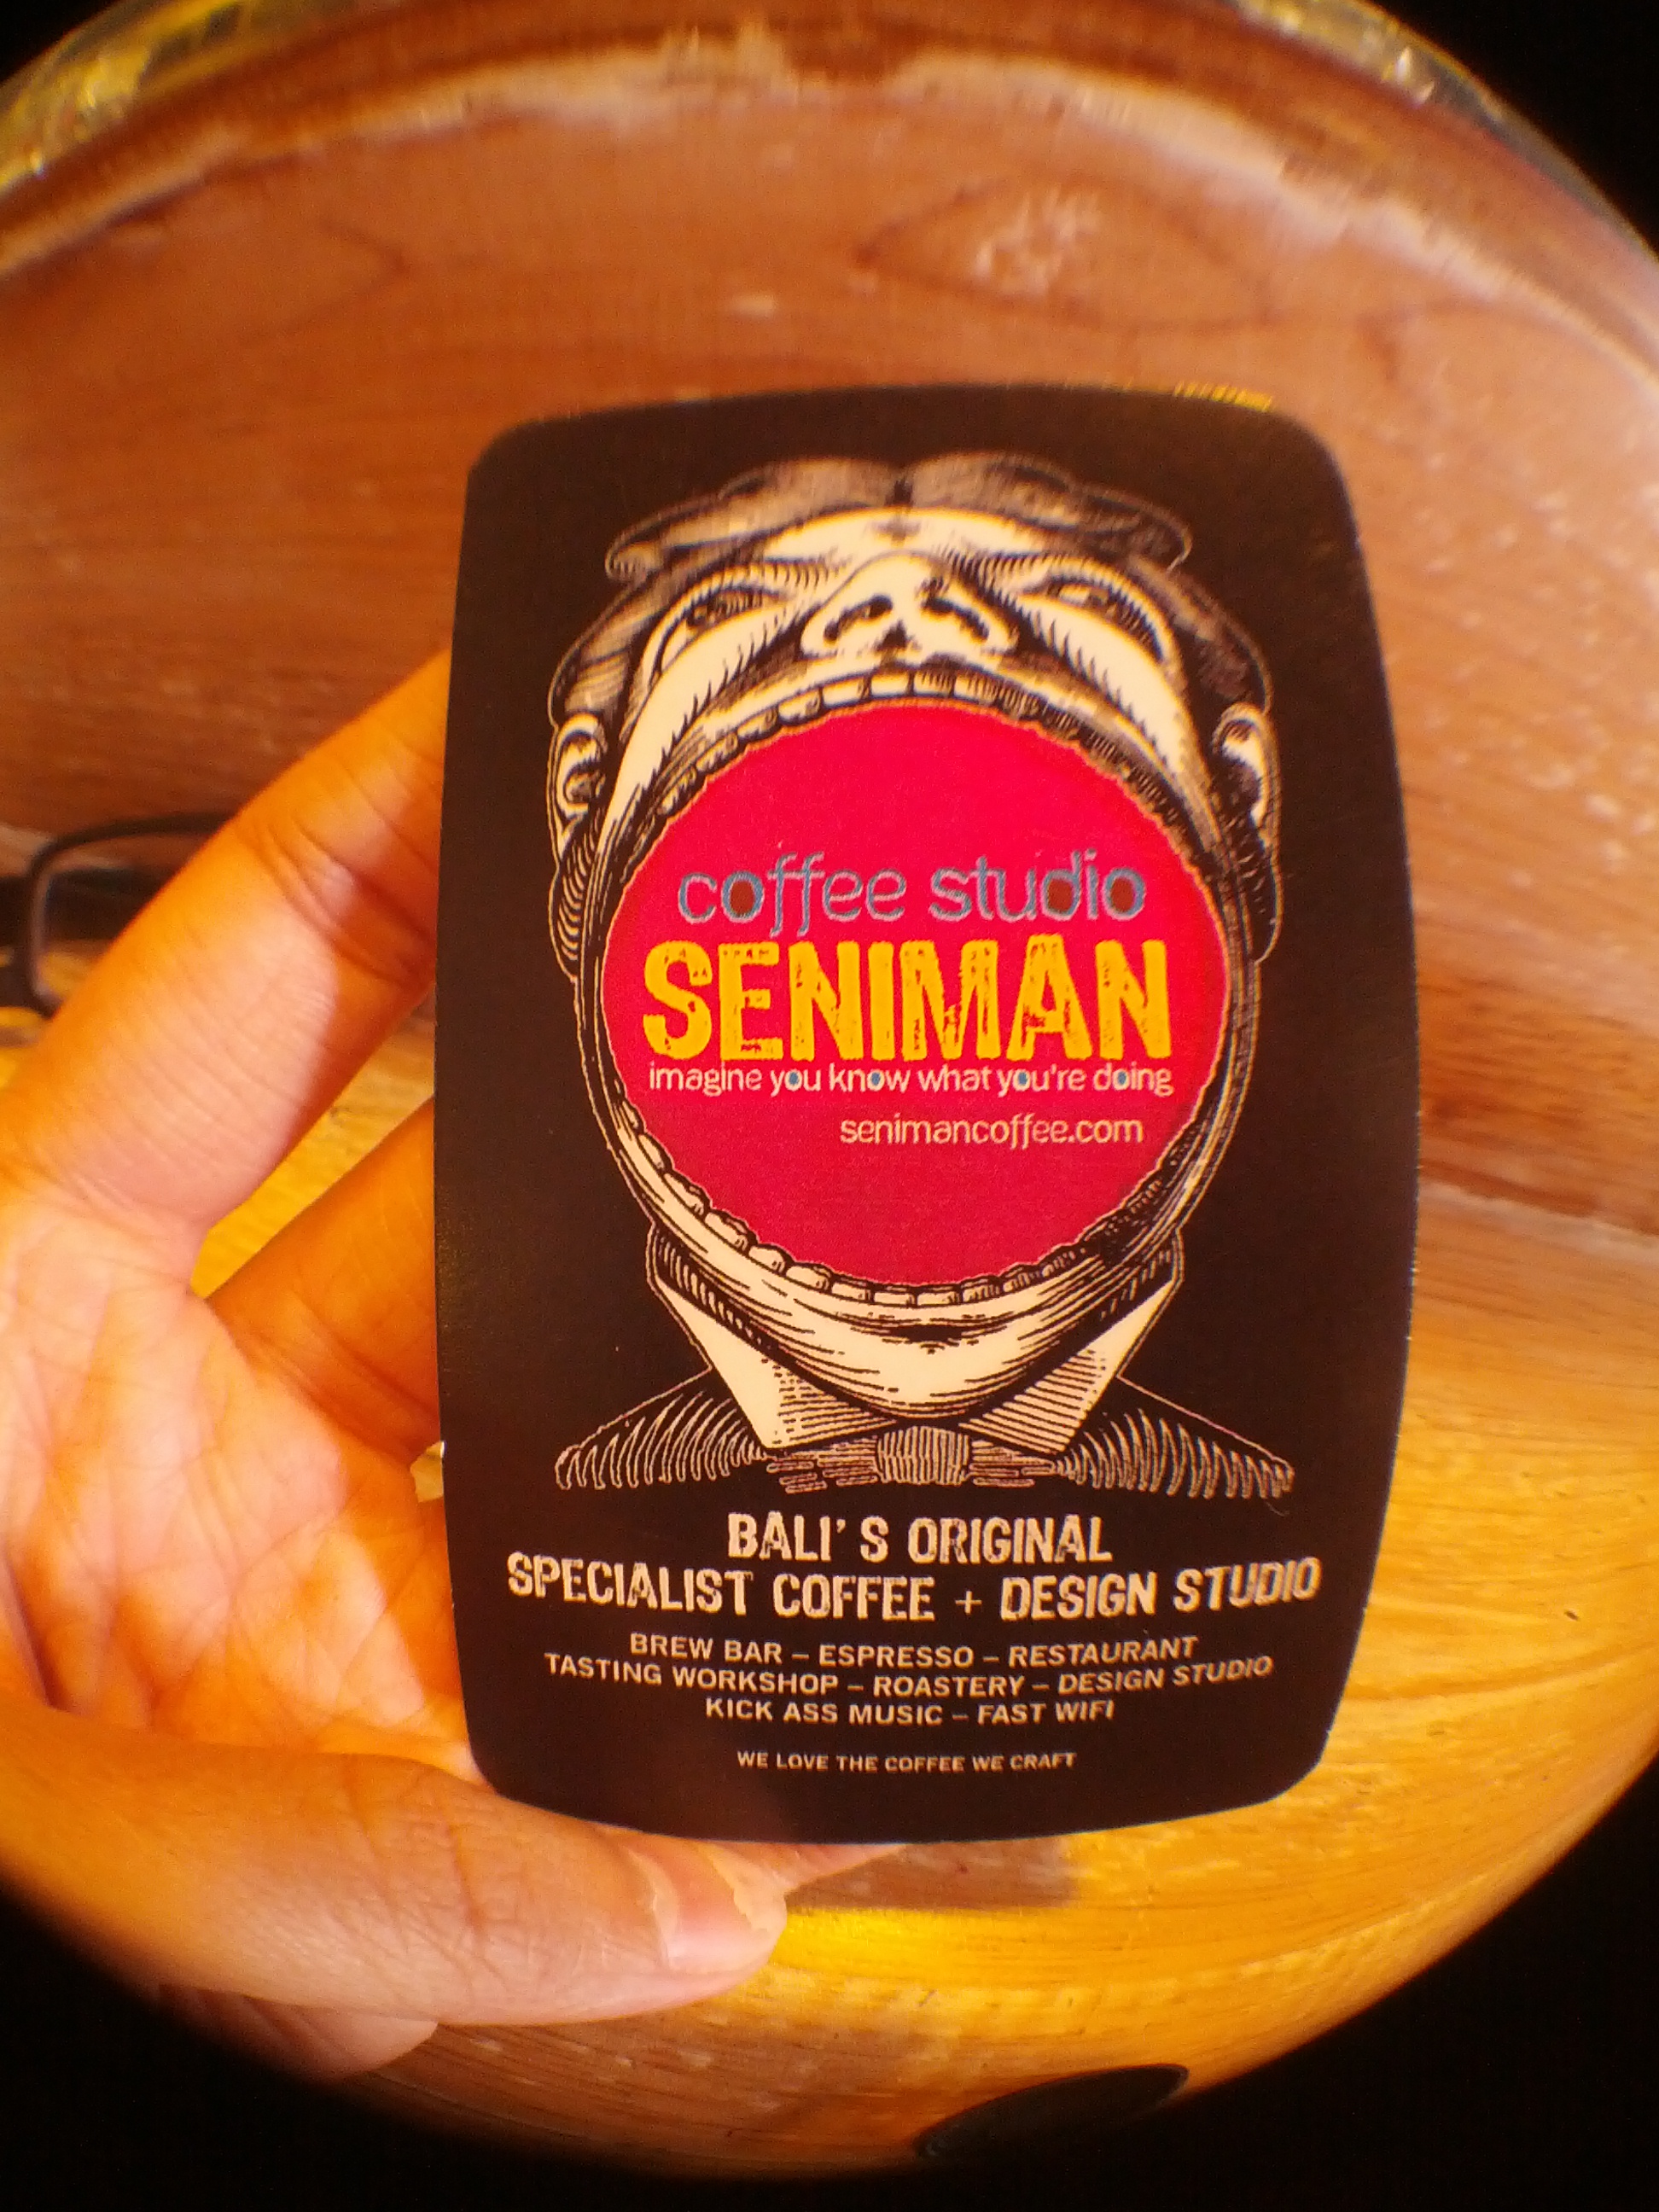 coffee studio
SENIMAN
imagine you know what you're doing
senimancoffee.com
BALI'S ORIGINAL
SPECIALIST COFFEE + DESIGN STUDIO
BREW BAR – ESPRESSO – RESTAURANT
TASTING WORKSHOP – ROASTERY – DESIGN STUDIO
KICK ASS MUSIC – FAST WIFI
WE LOVE THE COFFEE WE CRAFT